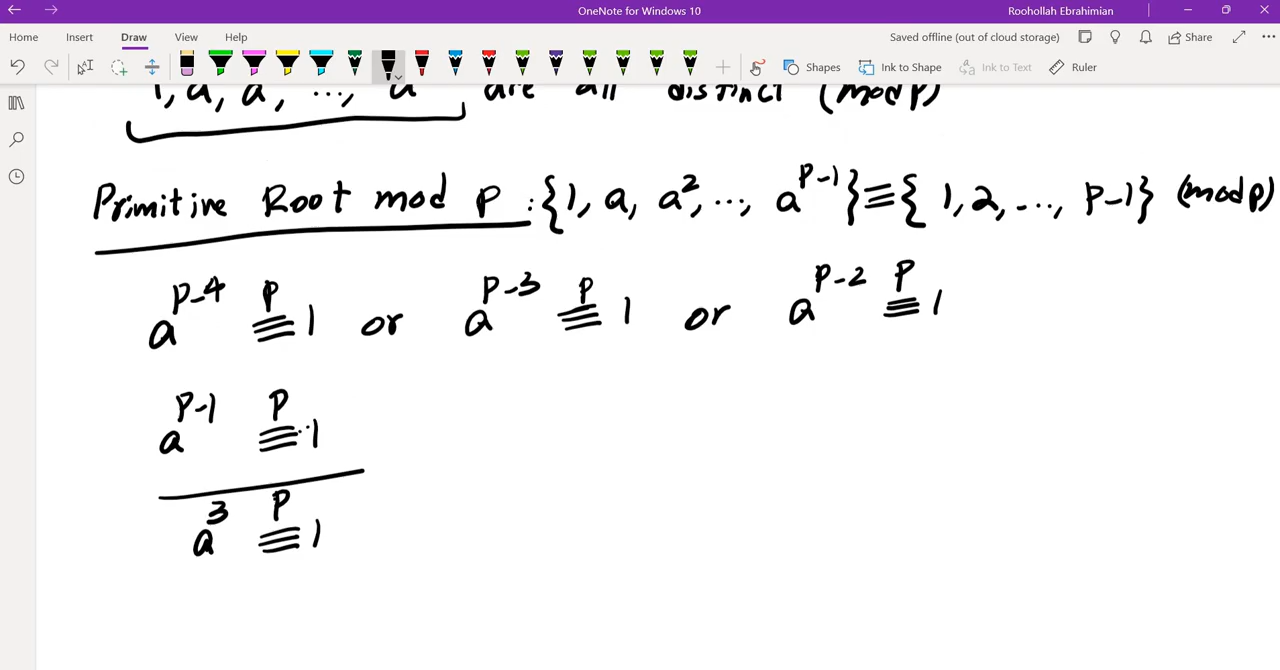 OneNote for Windows 10
Roohollah Ebrahimian
Home Insert Draw View Help
Saved offline (out of cloud storage) Share
Shapes Ink to Shape Ink to Text Ruler
1, a, a, ..., a are all distinct (mod p)
Primitive Root mod p : {1, a, a², ..., a^{p-1}} ≡ {1, 2, ..., p-1} (mod p)
a^{p-4} ≡^p 1 or a^{p-3} ≡^p 1 or a^{p-2} ≡^p 1
a^{p-1} ≡^p 1
a^3 ≡^p 1